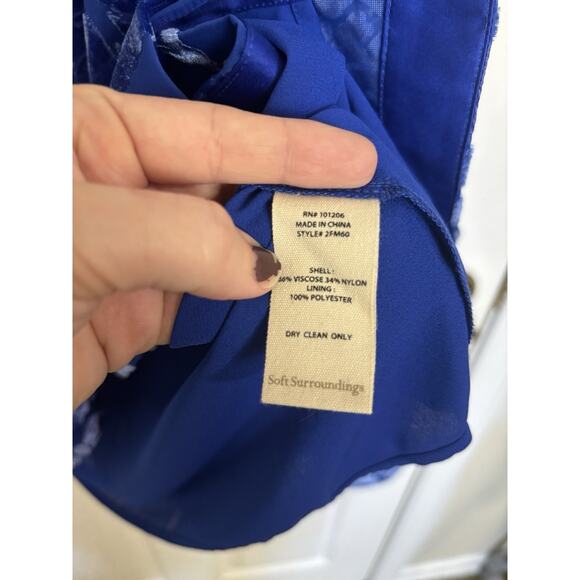 RN# 101206
MADE IN CHINA
STYLE# 2FM60
SHELL :
6% VISCOSE 34% NYLON
LINING :
100% POLYESTER
DRY CLEAN ONLY
Soft Surroundings